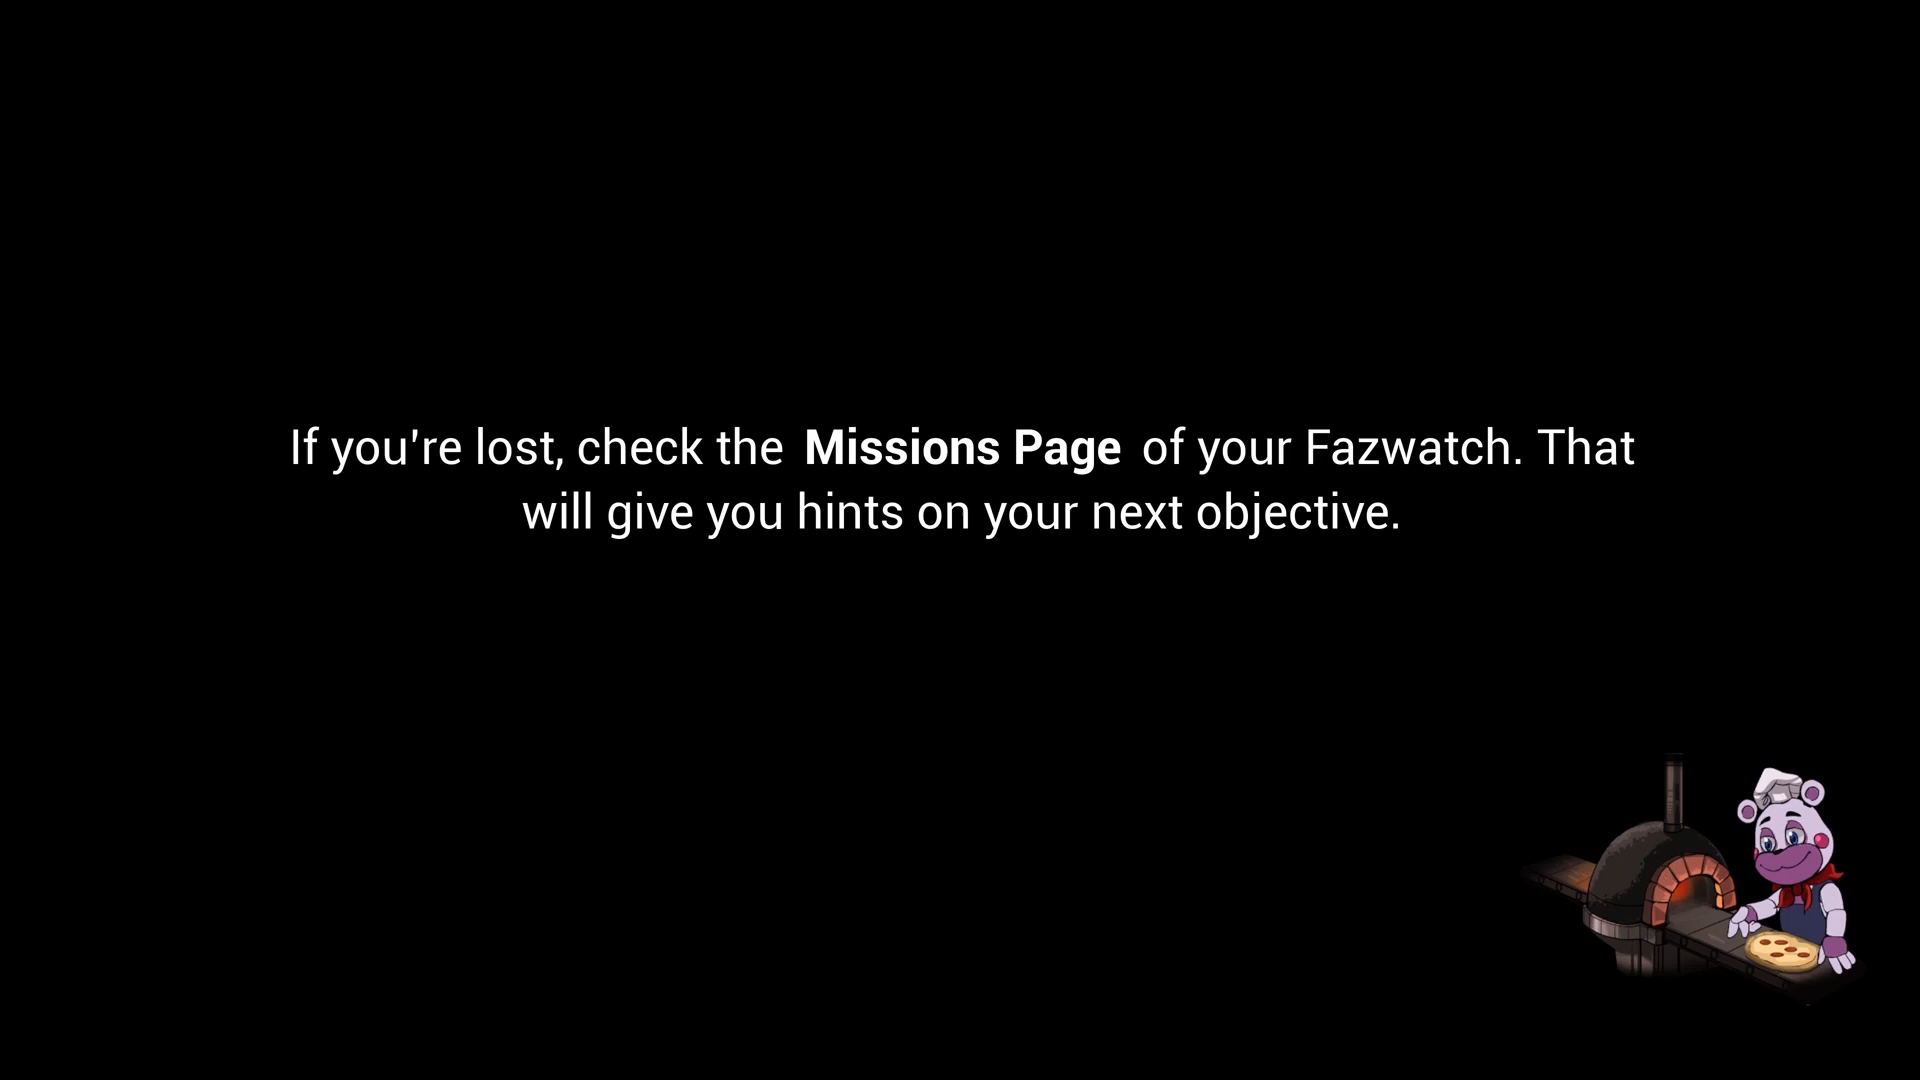 If you're lost, check the Missions Page of your Fazwatch. That
will give you hints on your next objective.